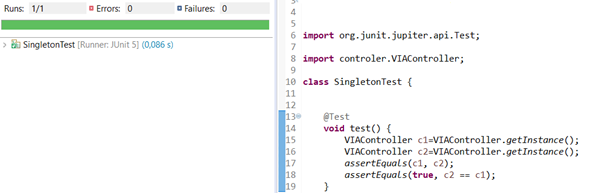 Runs: 1/1 Errors: 0 Failures: 0
SingletonTest [Runner: JUnit 5] (0,086 s)
4
5
6 import org.junit.jupiter.api.Test;
7
8 import controler.VIAController;
9
10 class SingletonTest {
11
12
13 @Test
14 void test() {
15 VIAController c1=VIAController.getInstance();
16 VIAController c2=VIAController.getInstance();
17 assertEquals(c1, c2);
18 assertEquals(true, c2 == c1);
19 }